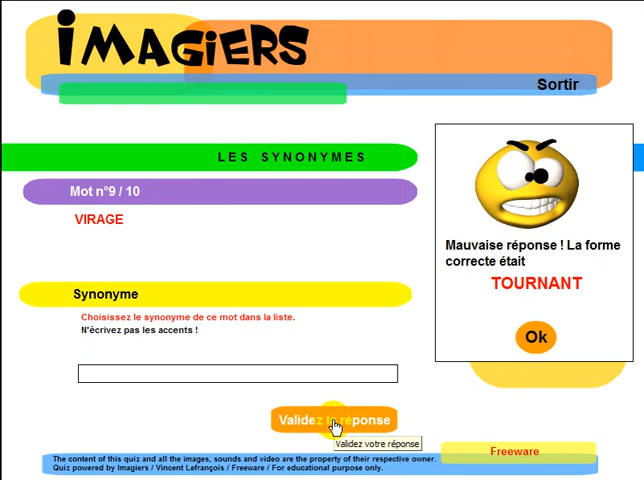 iMAGiERS
Sortir
LES SYNONYMES
Mot n°9 / 10
VIRAGE
Mauvaise réponse ! La forme
correcte était
TOURNANT
Ok
Synonyme
Choisissez le synonyme de ce mot dans la liste.
N'écrivez pas les accents !
Validez la réponse
Validez votre réponse
Freeware
The content of this quiz and all the images, sounds and video are the property of their respective owner.
Quiz powered by Imagiers / Vincent Lefrançois / Freeware / For educational purpose only.